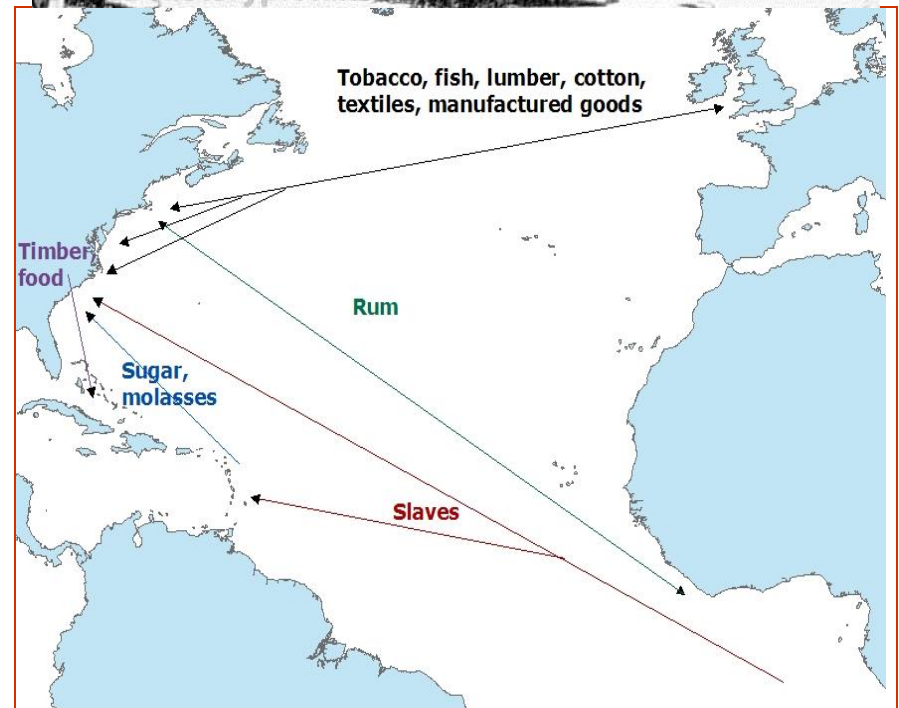 Tobacco, fish, lumber, cotton,
textiles, manufactured goods
Timber,
food
Rum
Sugar,
molasses
Slaves